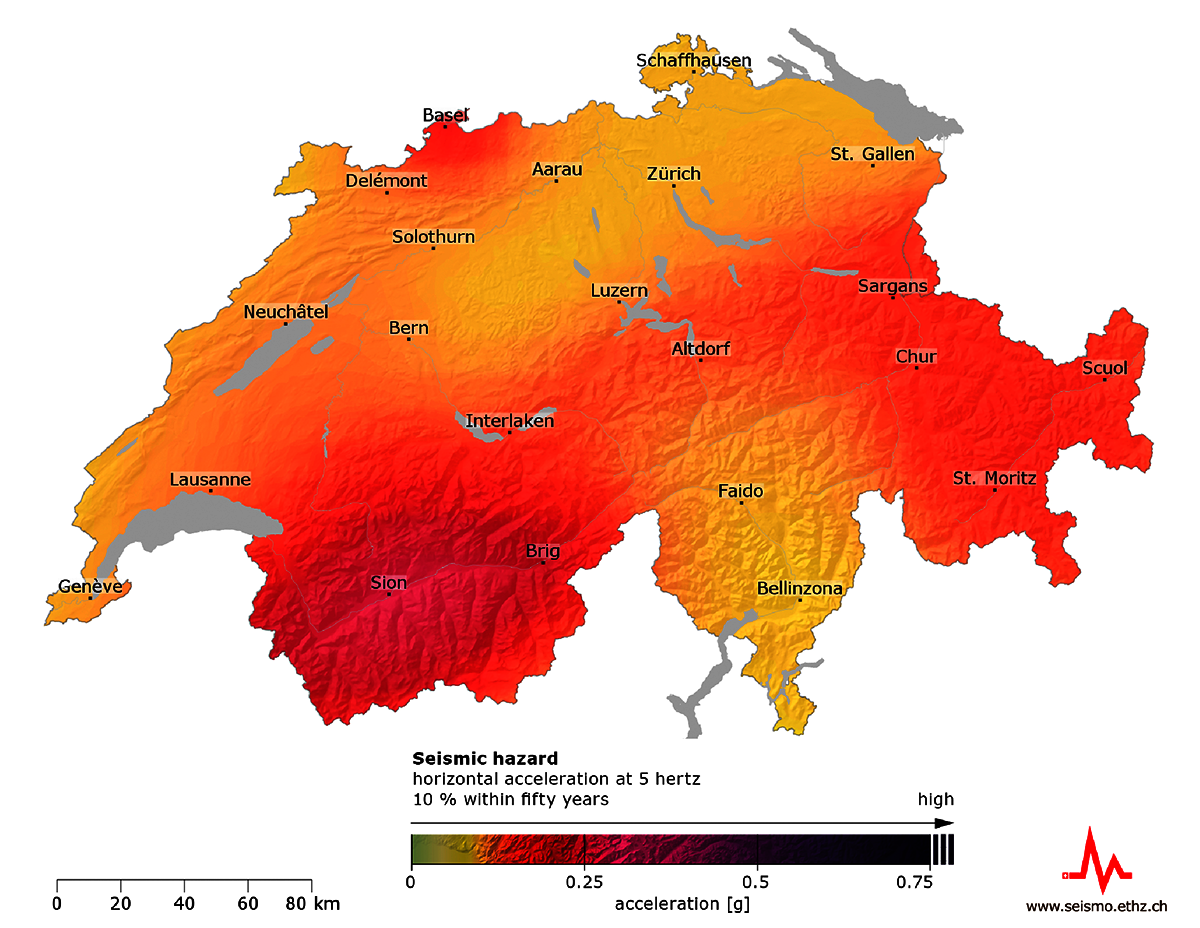 Schaffhausen
Basel
St. Gallen
Aarau
Zürich
Delémont
Solothurn
Sargans
Luzern
Neuchâtel
Bern
Altdorf
Chur
Scuol
Interlaken
Lausanne
St. Moritz
Faido
Brig
Sion
Genève
Bellinzona
Seismic hazard
horizontal acceleration at 5 hertz
10 % within fifty years
high
0 0.25 0.5 0.75
acceleration [g]
0 20 40 60 80 km
www.seismo.ethz.ch